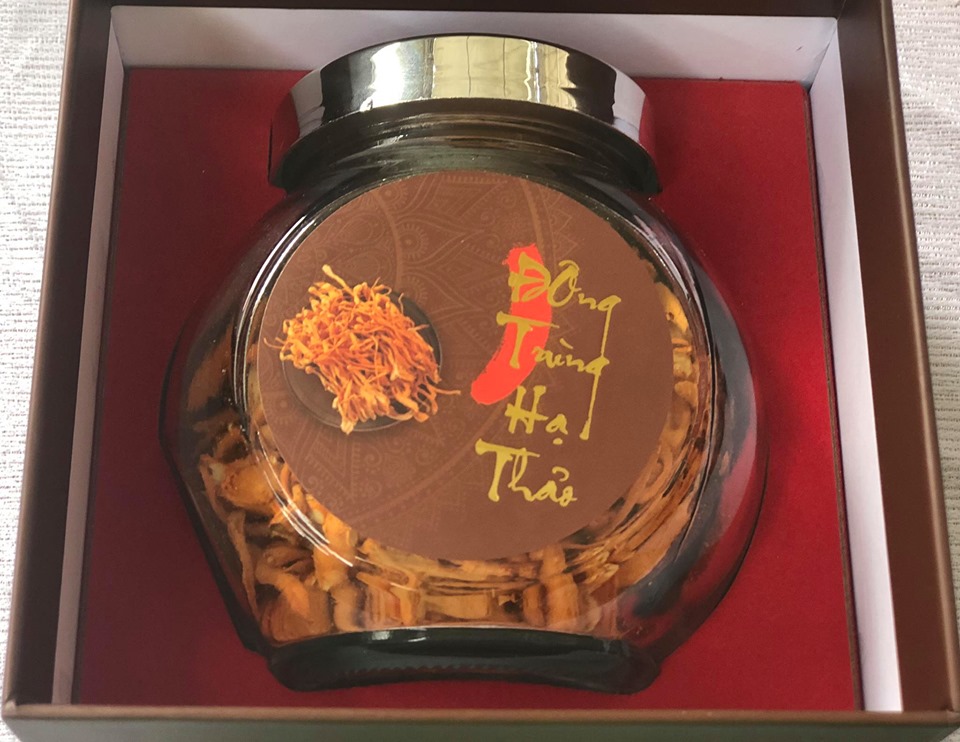 Đông
Trùng
Hạ
Thảo